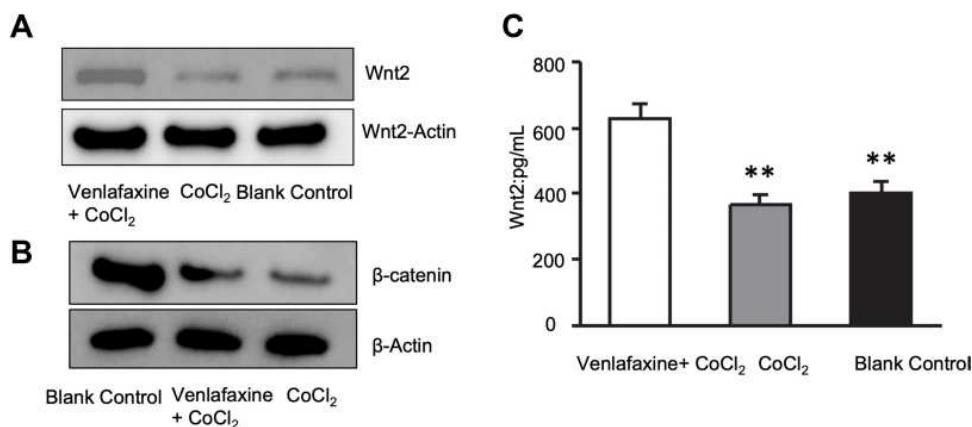 A
Wnt2
Wnt2-Actin
Venlafaxine
+ CoCl₂
CoCl₂
Blank Control
B
β-catenin
β-Actin
Blank Control
Venlafaxine
+ CoCl₂
CoCl₂
C
Wnt2:pg/mL
800
600
400
200
0
**
**
Venlafaxine+ CoCl₂
CoCl₂
Blank Control